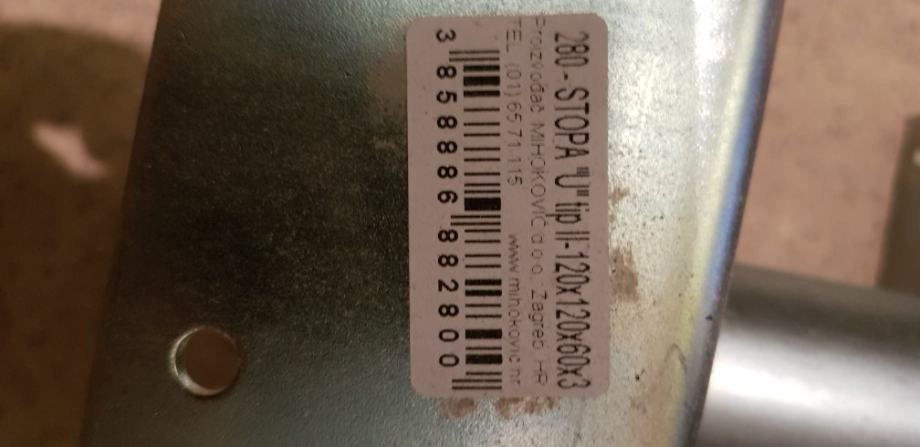 280 - STOPA "U" tip II-120x120x60x3
Proizvođač MIHOKOVIĆ d.o.o. Zagreb HR
TEL. (01) 65 71 115 www.mihokovic.hr
3 858886 882800